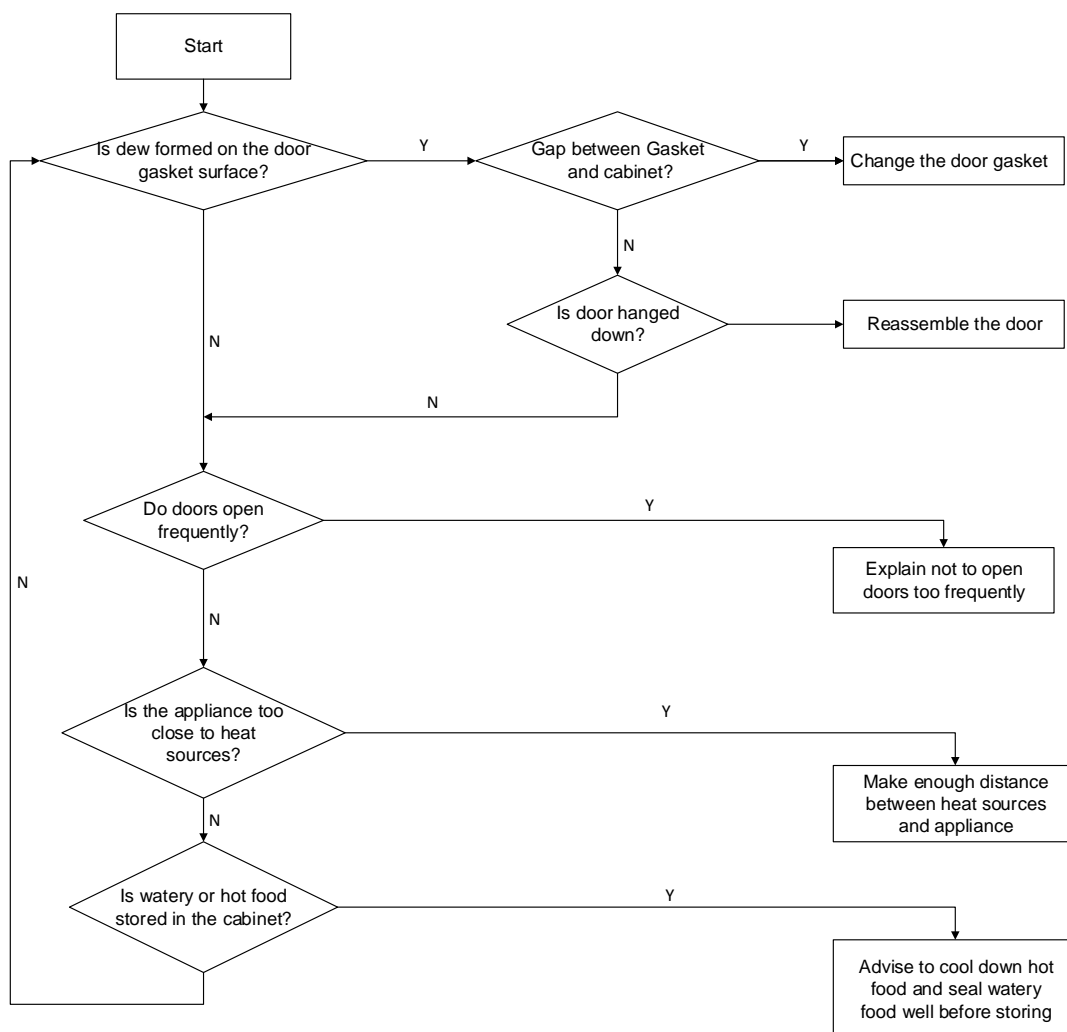 Start
Is dew formed on the door
gasket surface?
Y
Gap between Gasket
and cabinet?
Y
Change the door gasket
N
Is door hanged
down?
Reassemble the door
N
N
Do doors open
frequently?
Y
Explain not to open
doors too frequently
N
N
Is the appliance too
close to heat
sources?
Y
Make enough distance
between heat sources
and appliance
N
Is watery or hot food
stored in the cabinet?
Y
Advise to cool down hot
food and seal watery
food well before storing